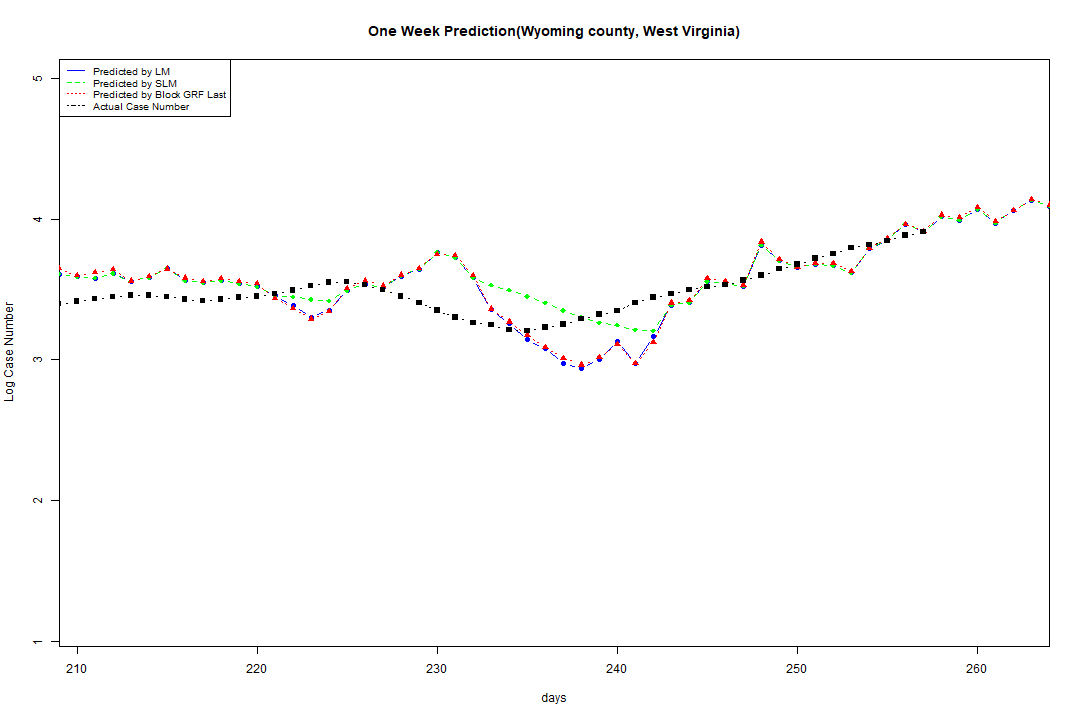 One Week Prediction(Wyoming county, West Virginia)
Predicted by LM
Predicted by SLM
Predicted by Block GRF Last
Actual Case Number
5
4
3
2
1
Log Case Number
210 220 230 240 250 260
days